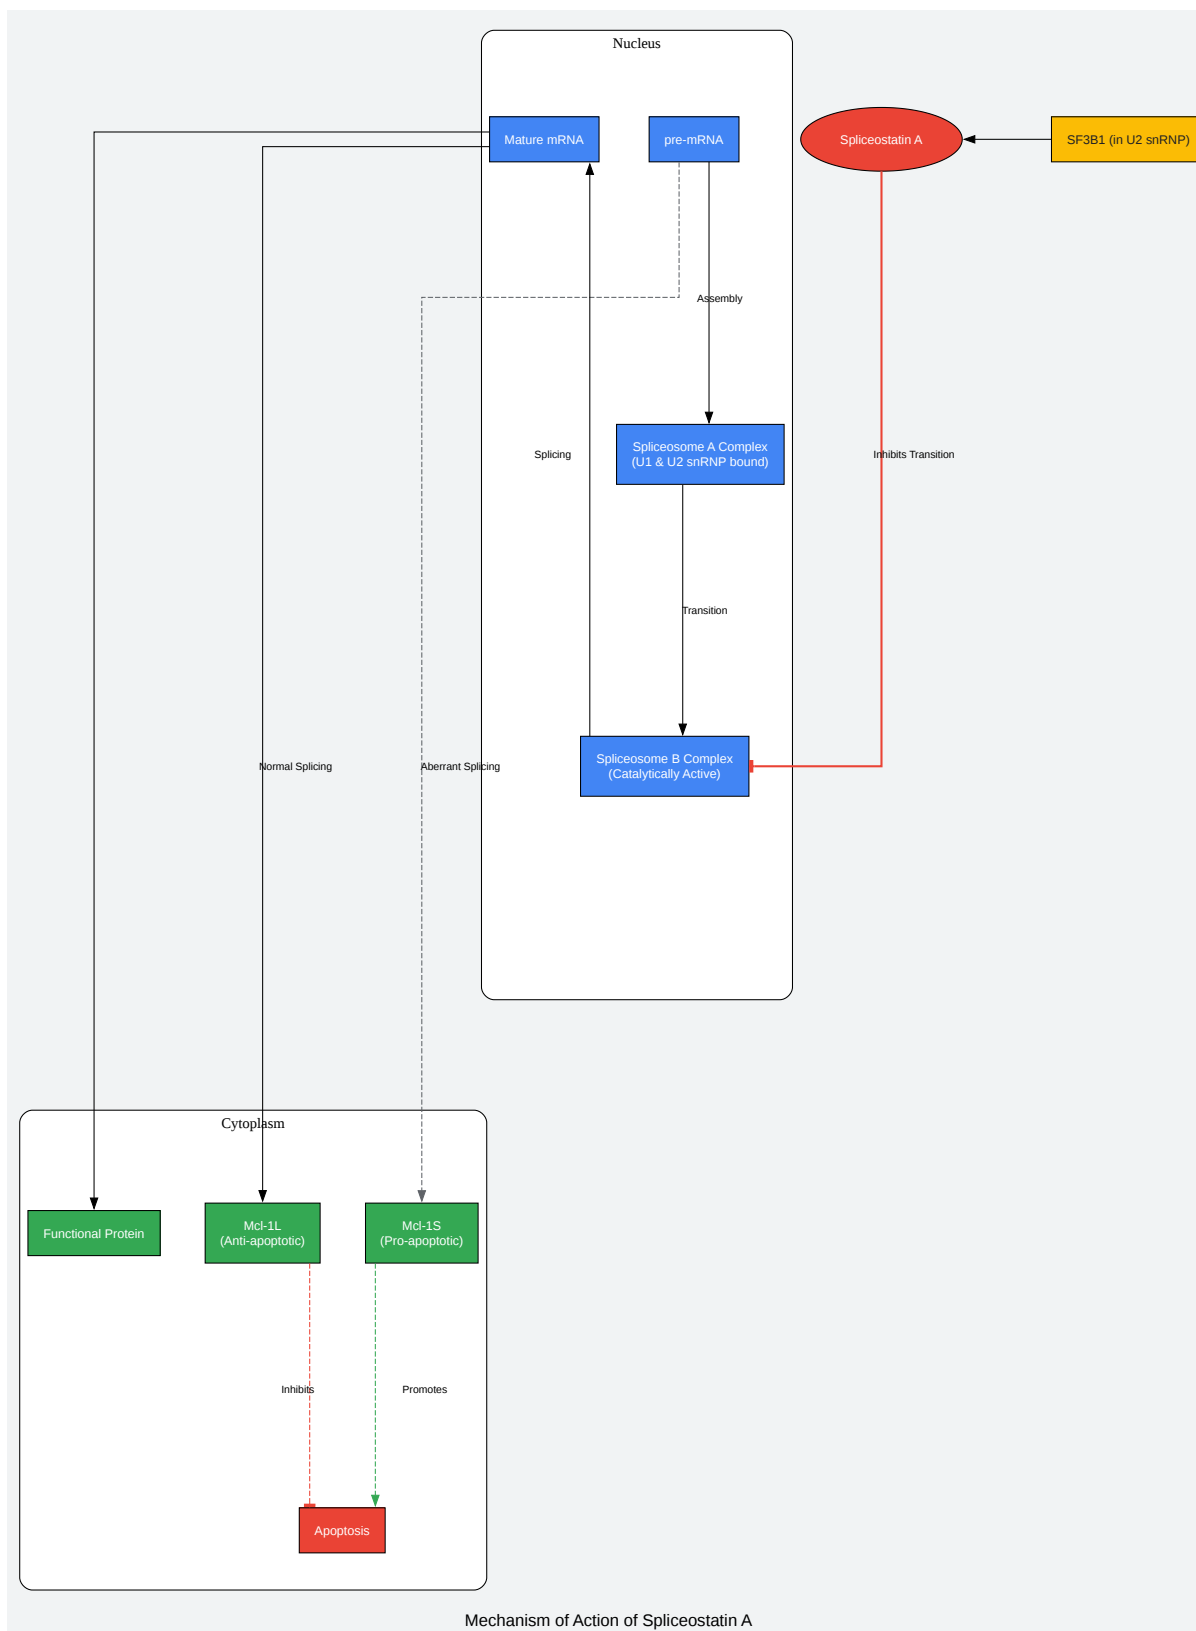 Nucleus
Mature mRNA
pre-mRNA
Spliceostatin A
SF3B1 (in U2 snRNP)
Assembly
Spliceosome A Complex
(U1 & U2 snRNP bound)
Splicing
Inhibits Transition
Transition
Spliceosome B Complex
(Catalytically Active)
Normal Splicing
Aberrant Splicing
Cytoplasm
Functional Protein
Mcl-1L
(Anti-apoptotic)
Mcl-1S
(Pro-apoptotic)
Inhibits
Promotes
Apoptosis
Mechanism of Action of Spliceostatin A